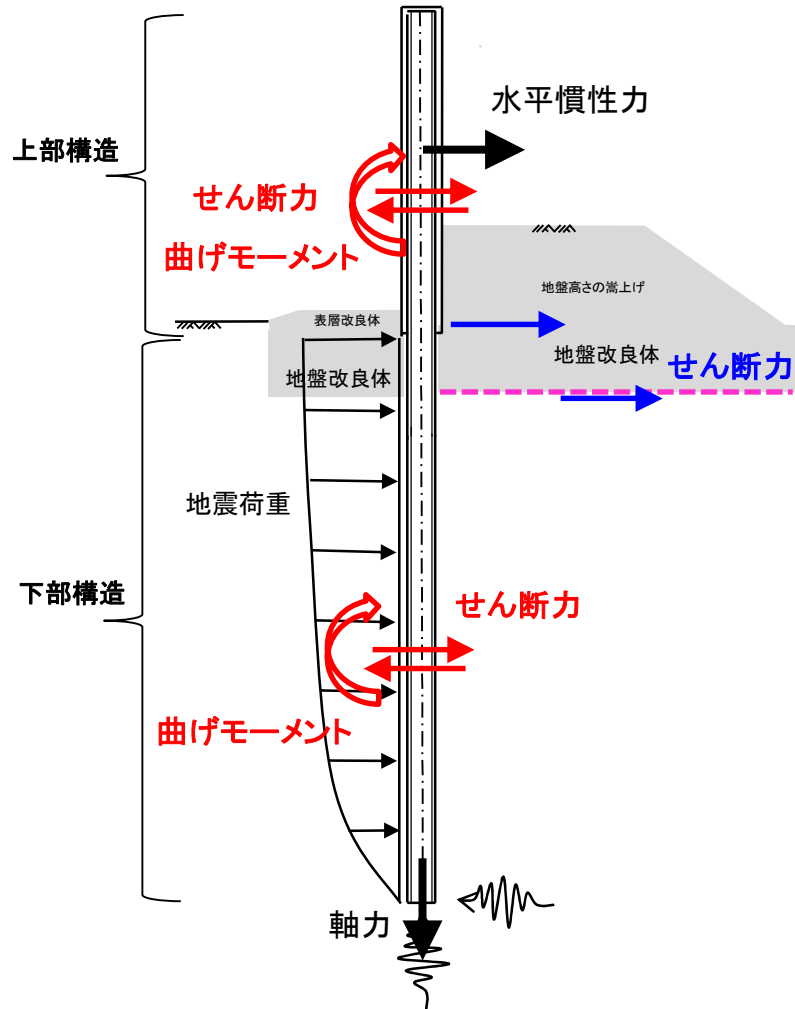 水平慣性力
上部構造
せん断力
曲げモーメント
地盤高さの嵩上げ
表層改良体
地盤改良体
せん断力
地盤改良体
地震荷重
下部構造
せん断力
曲げモーメント
軸力